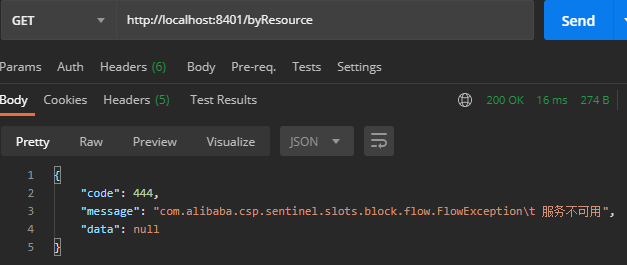 GET http://localhost:8401/byResource Send
Params Auth Headers (6) Body Pre-req. Tests Settings
Body Cookies Headers (5) Test Results 200 OK 16 ms 274 B
Pretty Raw Preview Visualize JSON
1 {
2 "code": 444,
3 "message": "com.alibaba.csp.sentinel.slots.block.flow.FlowException\t 服务不可用",
4 "data": null
5 }